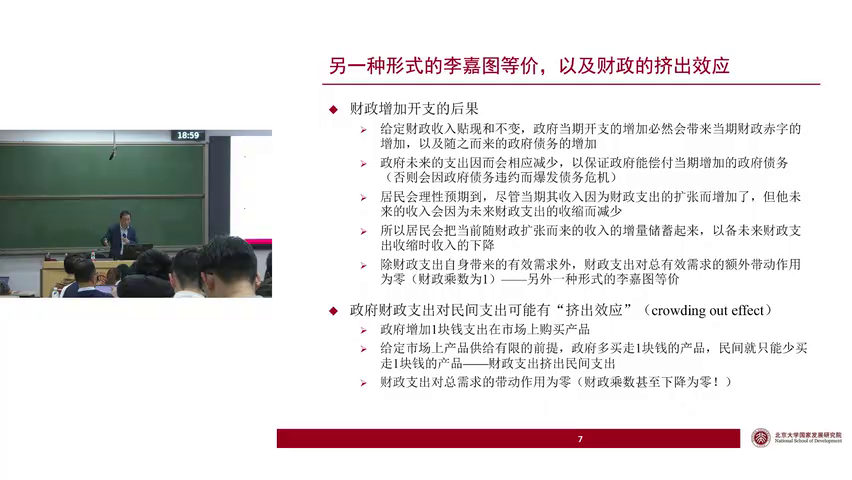 另一种形式的李嘉图等价，以及财政的挤出效应
18:59
财政增加开支的后果
给定财政收入贴现和不变，政府当期开支的增加必然会带来当期财政赤字的
增加，以及随之而来的政府债务的增加
政府未来的支出因而会相应减少，以保证政府能偿付当期增加的政府债务
（否则会因政府债务违约而爆发债务危机）
居民会理性预期到，尽管当期其收入因为财政支出的扩张而增加了，但他未
来的收入会因为未来财政支出的收缩而减少
所以居民会把当前随财政扩张而来的收入的增量储蓄起来，以备未来财政支
出收缩时收入的下降
除财政支出自身带来的有效需求外，财政支出对总有效需求的额外带动作用
为零（财政乘数为1）——另外一种形式的李嘉图等价
政府财政支出对民间支出可能有“挤出效应”（crowding out effect）
政府增加1块钱支出在市场上购买产品
给定市场上产品供给有限的前提，政府多买走1块钱的产品，民间就只能少买
走1块钱的产品——财政支出挤出民间支出
财政支出对总需求的带动作用为零（财政乘数甚至下降为零！）
7
北京大学国家发展研究院
National School of Development